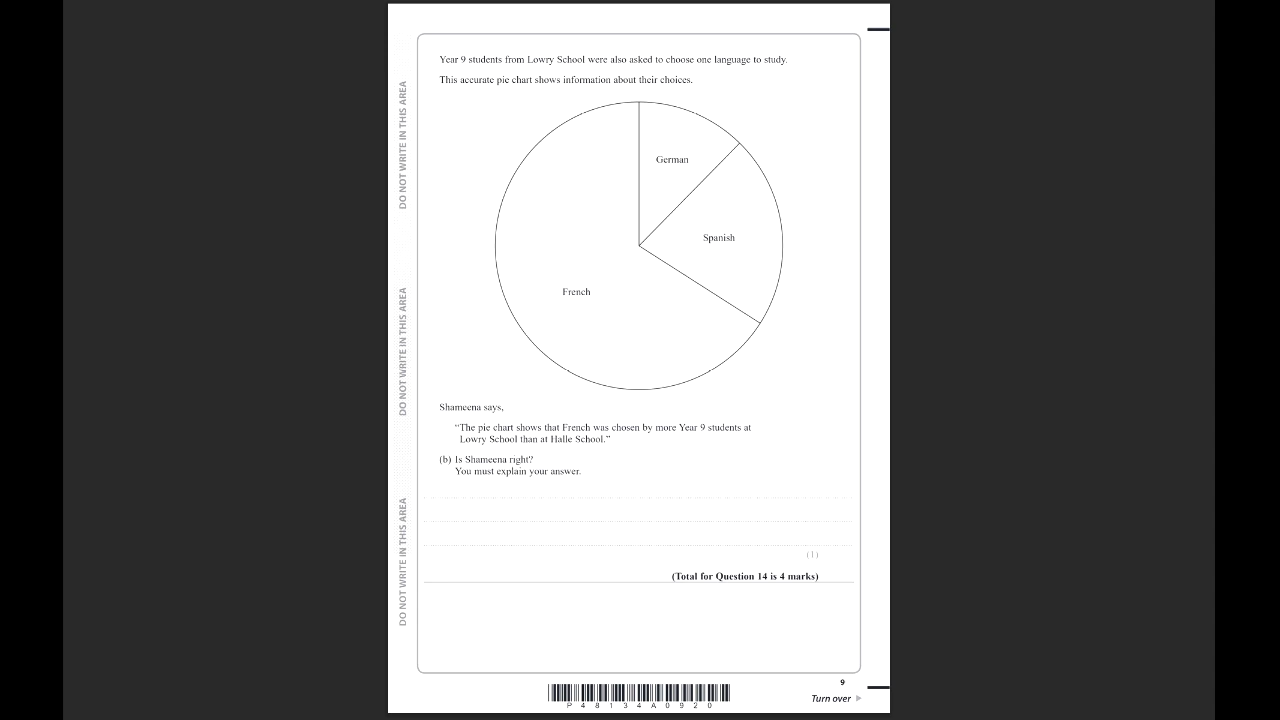 Year 9 students from Lowry School were also asked to choose one language to study.
This accurate pie chart shows information about their choices.
German
Spanish
French
Shameena says,
“The pie chart shows that French was chosen by more Year 9 students at
Lowry School than at Halle School.”
(b) Is Shameena right?
You must explain your answer.
(1)
(Total for Question 14 is 4 marks)
DO NOT WRITE IN THIS AREA
DO NOT WRITE IN THIS AREA
DO NOT WRITE IN THIS AREA
9
P 4 8 1 3 4 A 0 9 2 0
Turn over